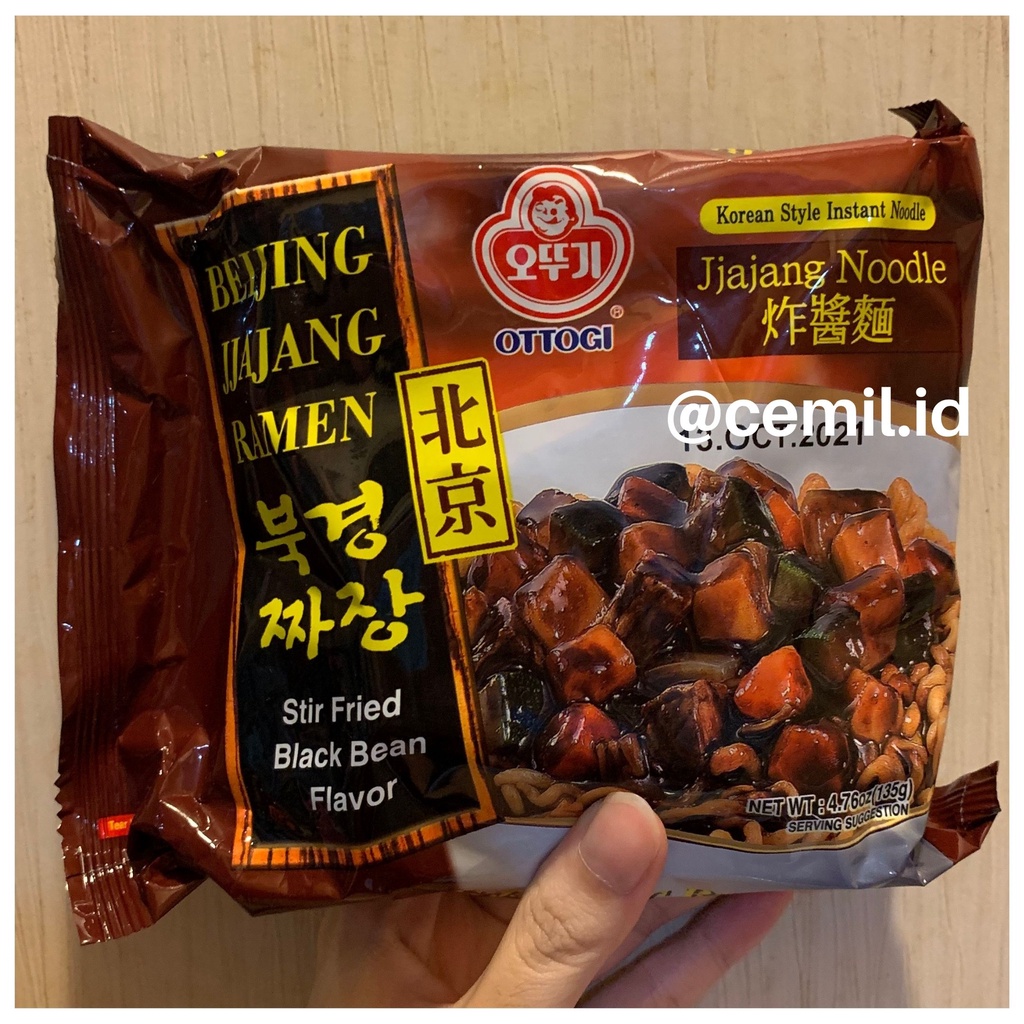 BEIJING
JJAJANG
RAMEN
북경
짜장
北
京
Stir Fried
Black Bean
Flavor
오뚜기
OTTOGI
Korean Style Instant Noodle
Jjajang Noodle
炸醬麵
@cemil.id
13.OCT.2021
NET WT : 4.76oz(135g)
SERVING SUGGESTION
Tear